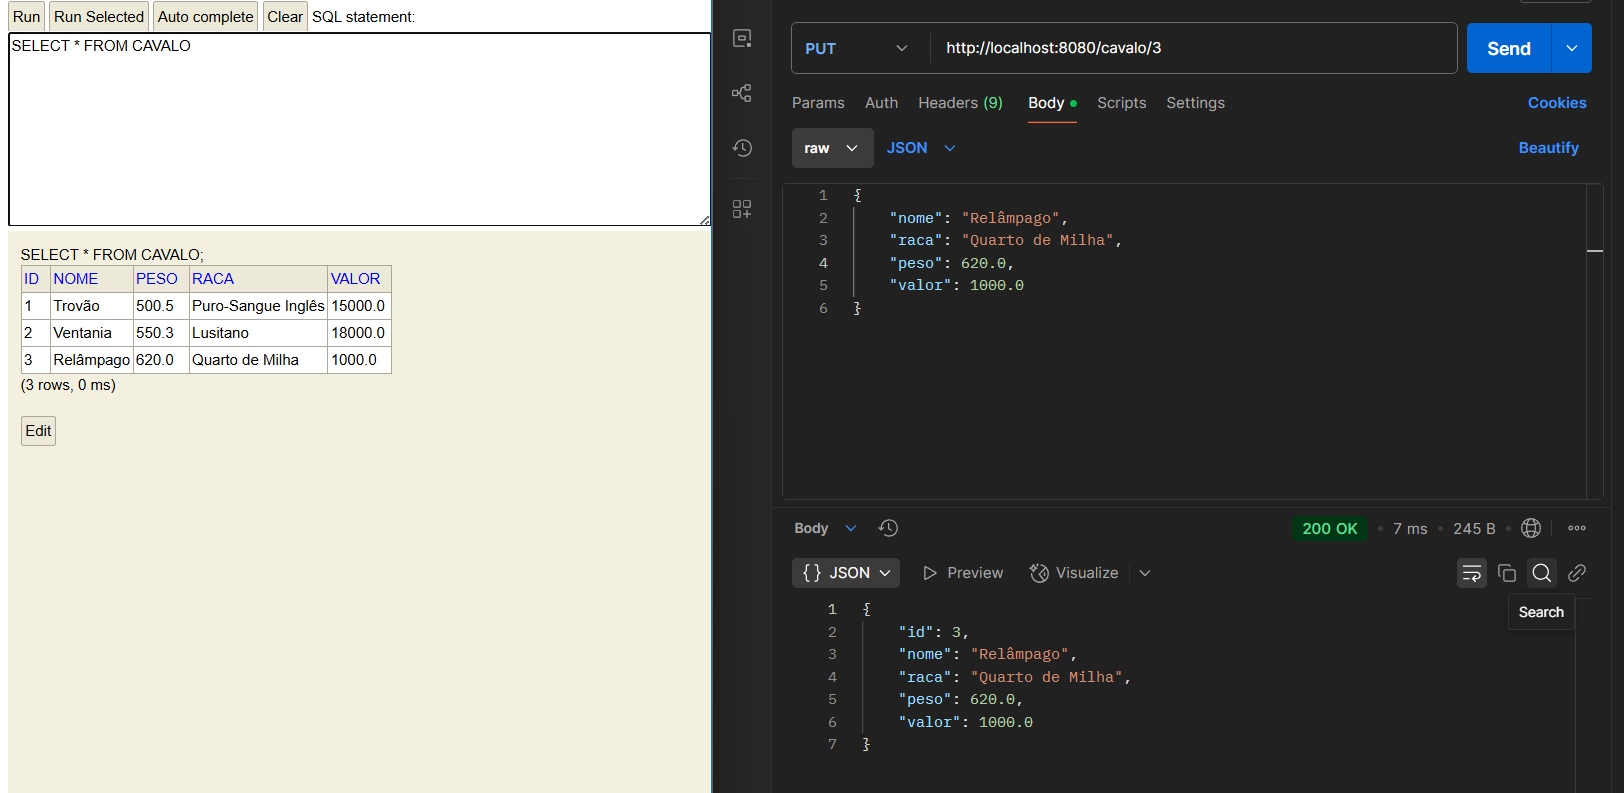 Run Run Selected Auto complete Clear SQL statement:
SELECT * FROM CAVALO
SELECT * FROM CAVALO;
ID NOME PESO RACA VALOR
1 Trovão 500.5 Puro-Sangue Inglês 15000.0
2 Ventania 550.3 Lusitano 18000.0
3 Relâmpago 620.0 Quarto de Milha 1000.0
(3 rows, 0 ms)
Edit
PUT http://localhost:8080/cavalo/3 Send
Params Auth Headers (9) Body Scripts Settings Cookies
raw JSON Beautify
1 {
2 "nome": "Relâmpago",
3 "raca": "Quarto de Milha",
4 "peso": 620.0,
5 "valor": 1000.0
6 }
Body 200 OK • 7 ms • 245 B •
{} JSON Preview Visualize
Search
1 {
2 "id": 3,
3 "nome": "Relâmpago",
4 "raca": "Quarto de Milha",
5 "peso": 620.0,
6 "valor": 1000.0
7 }